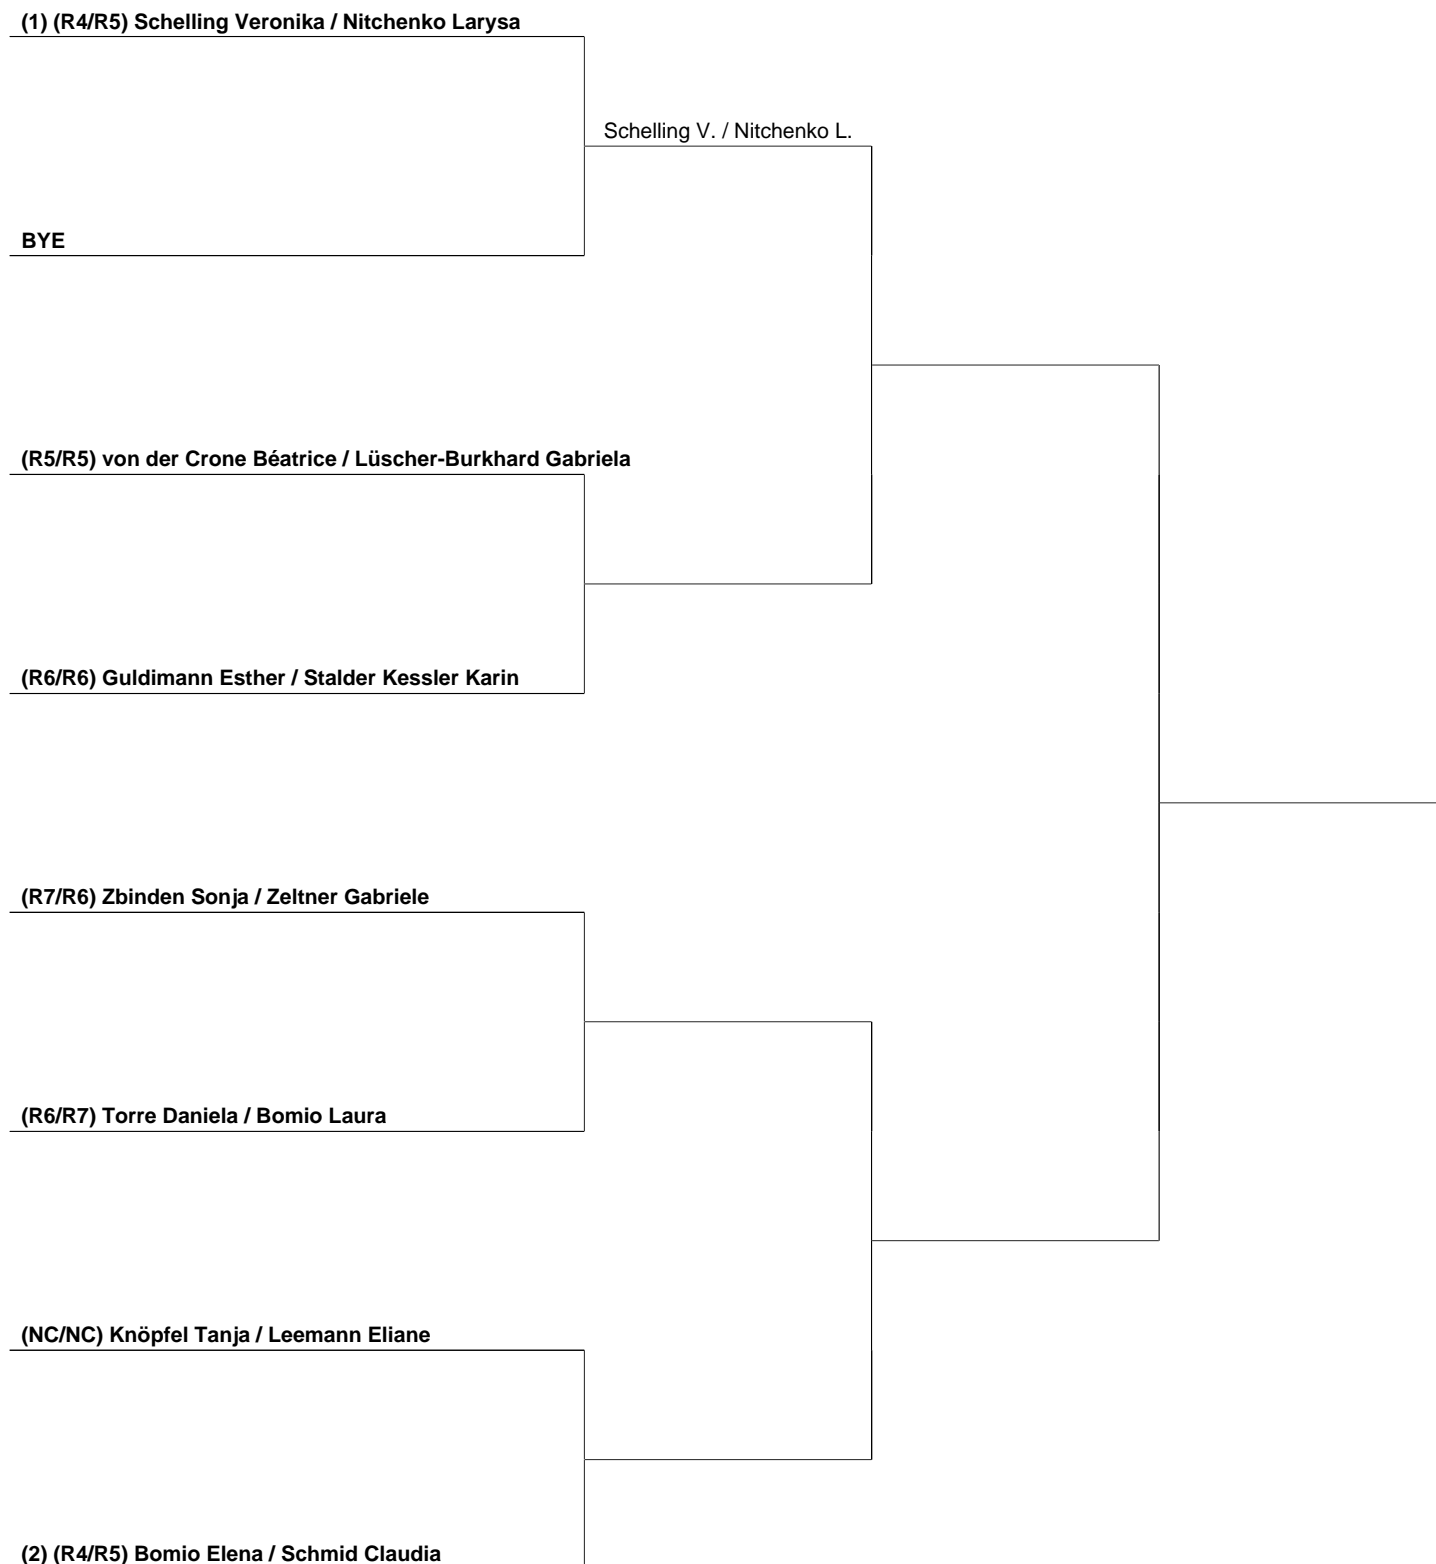 (1) (R4/R5) Schelling Veronika / Nitchenko Larysa
Schelling V. / Nitchenko L.
BYE
(R5/R5) von der Crone Béatrice / Lüscher-Burkhard Gabriela
(R6/R6) Guldimann Esther / Stalder Kessler Karin
(R7/R6) Zbinden Sonja / Zeltner Gabriele
(R6/R7) Torre Daniela / Bomio Laura
(NC/NC) Knöpfel Tanja / Leemann Eliane
(2) (R4/R5) Bomio Elena / Schmid Claudia